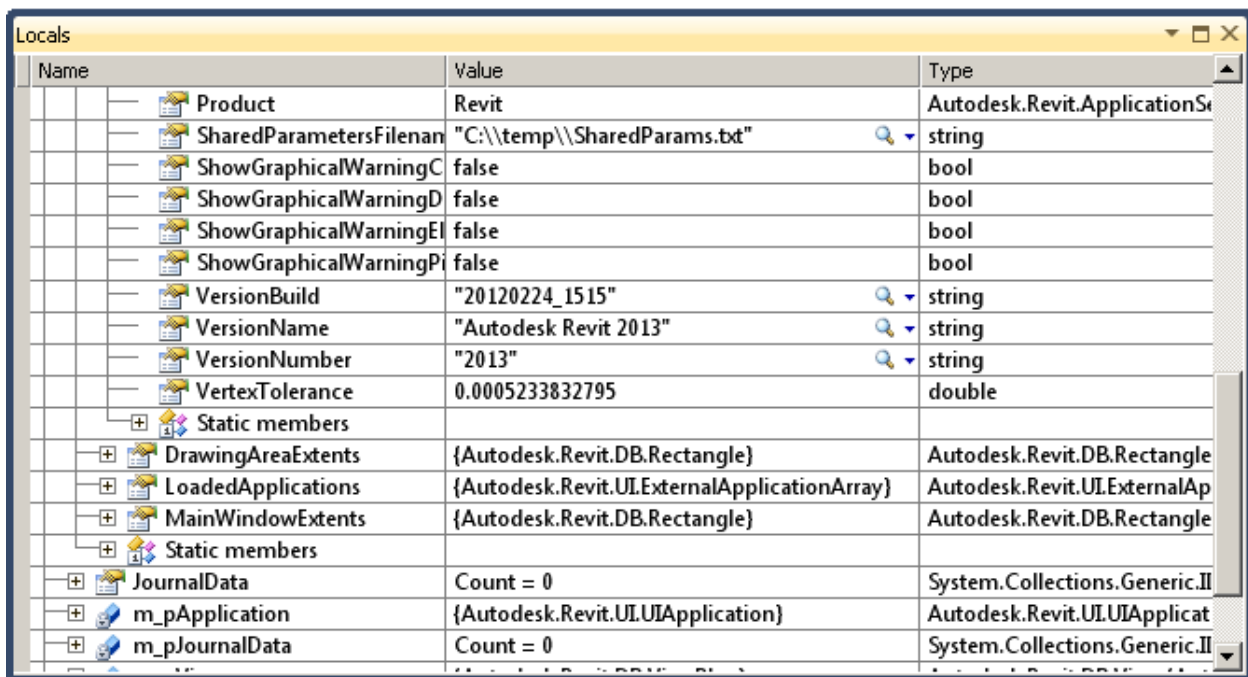 Locals
Name Value Type
Product Revit Autodesk.Revit.ApplicationSe
SharedParametersFilenam "C:\\temp\\SharedParams.txt" string
ShowGraphicalWarningC false bool
ShowGraphicalWarningD false bool
ShowGraphicalWarningEl false bool
ShowGraphicalWarningPi false bool
VersionBuild "20120224_1515" string
VersionName "Autodesk Revit 2013" string
VersionNumber "2013" string
VertexTolerance 0.0005233832795 double
Static members
DrawingAreaExtents {Autodesk.Revit.DB.Rectangle} Autodesk.Revit.DB.Rectangle
LoadedApplications {Autodesk.Revit.UI.ExternalApplicationArray} Autodesk.Revit.UI.ExternalAp
MainWindowExtents {Autodesk.Revit.DB.Rectangle} Autodesk.Revit.DB.Rectangle
Static members
JournalData Count = 0 System.Collections.Generic.II
m_pApplication {Autodesk.Revit.UI.UIApplication} Autodesk.Revit.UI.UIApplicat
m_pJournalData Count = 0 System.Collections.Generic.II